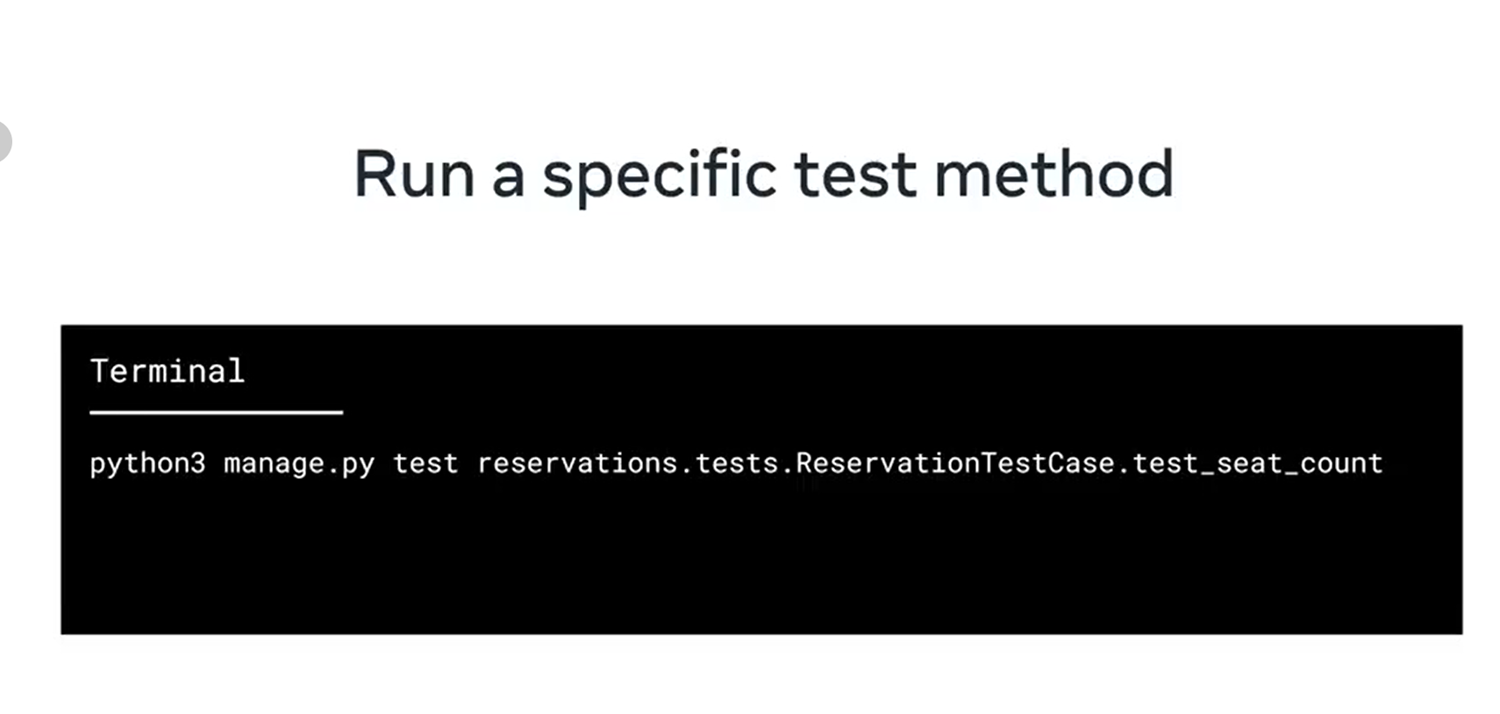 Run a specific test method
Terminal
python3 manage.py test reservations.tests.ReservationTestCase.test_seat_count